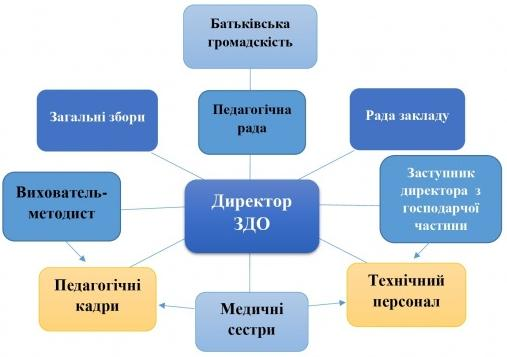 Батьківська
громадскість
Загальні збори
Педагогічна
рада
Рада закладу
Вихователь-
методист
Директор
ЗДО
Заступник
директора з
господарчої
частини
Педагогічні
кадри
Медичні
сестри
Технічний
персонал